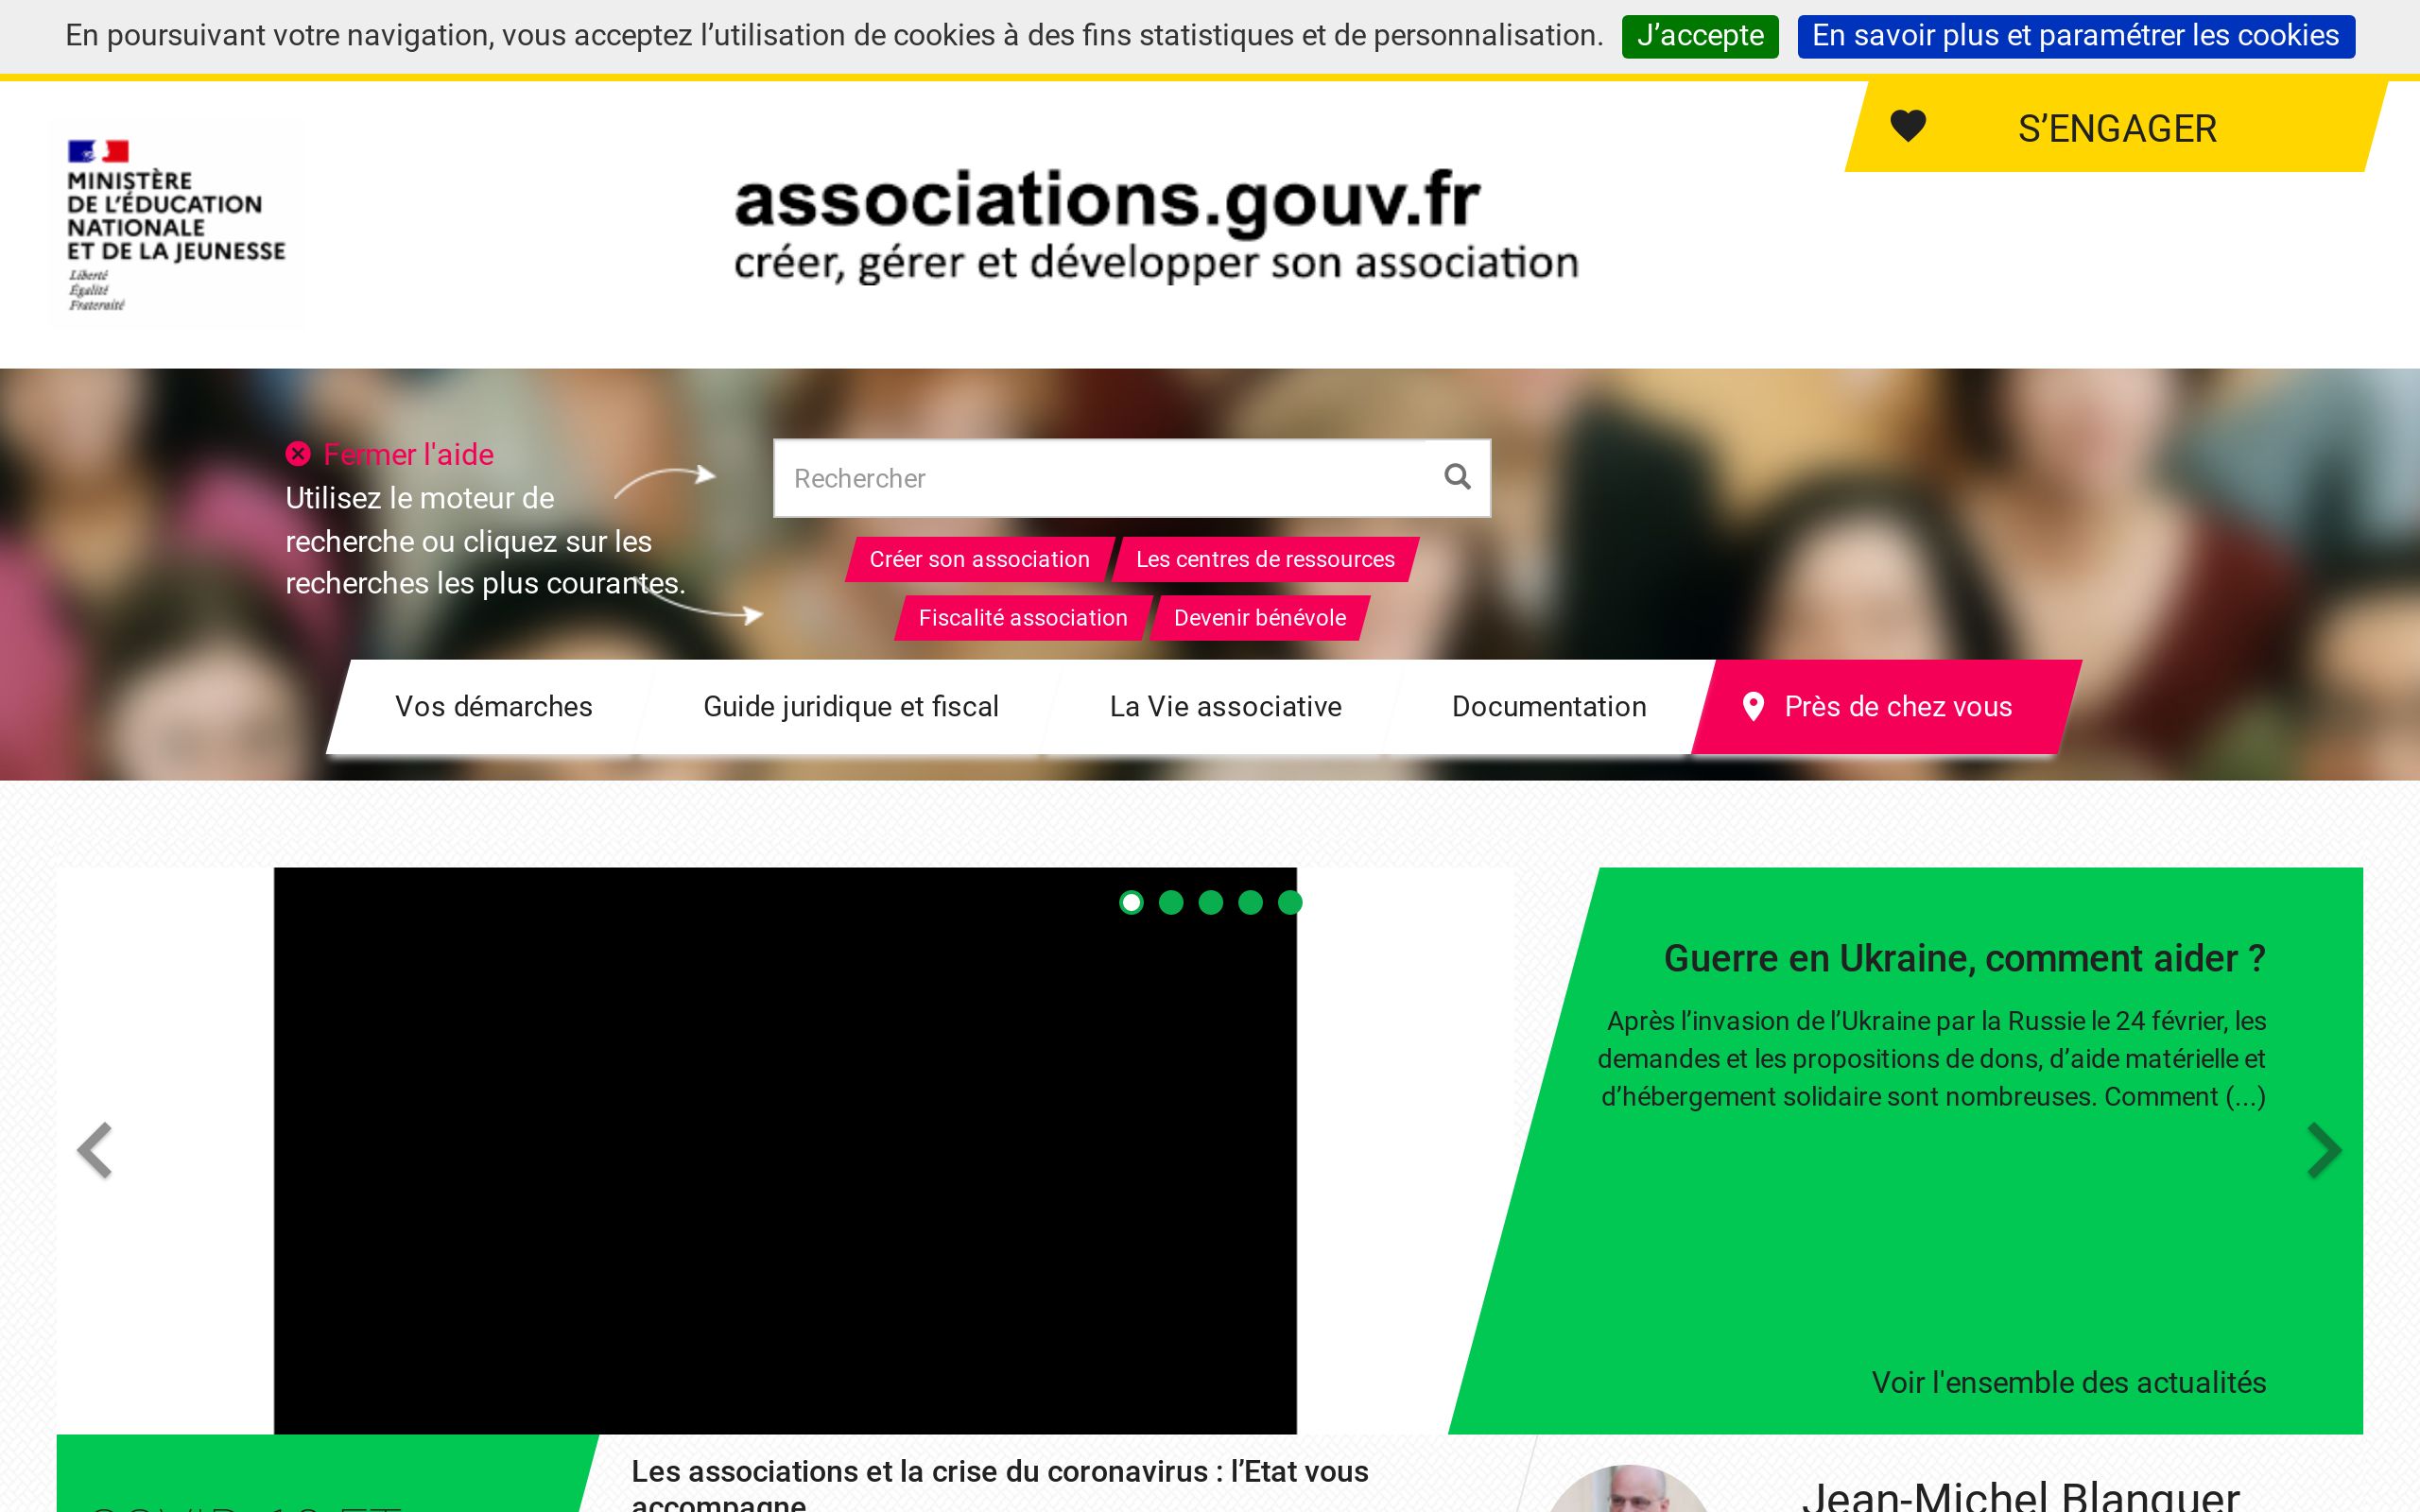 En poursuivant votre navigation, vous acceptez l’utilisation de cookies à des fins statistiques et de personnalisation. J’accepte En savoir plus et paramétrer les cookies
S’ENGAGER
MINISTÈRE
DE L’ÉDUCATION
NATIONALE
ET DE LA JEUNESSE
Liberté
Égalité
Fraternité
associations.gouv.fr
créer, gérer et développer son association
Fermer l'aide
Utilisez le moteur de
recherche ou cliquez sur les
recherches les plus courantes.
Rechercher
Créer son association Les centres de ressources
Fiscalité association Devenir bénévole
Vos démarches Guide juridique et fiscal La Vie associative Documentation Près de chez vous
Guerre en Ukraine, comment aider ?
Après l’invasion de l’Ukraine par la Russie le 24 février, les
demandes et les propositions de dons, d’aide matérielle et
d’hébergement solidaire sont nombreuses. Comment (...)
Voir l'ensemble des actualités
COVID-19 ET
Les associations et la crise du coronavirus : l’Etat vous
accompagne
Jean-Michel Blanquer